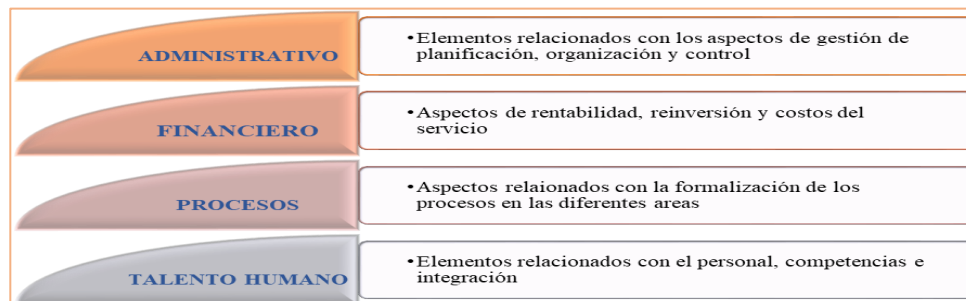 ADMINISTRATIVO
•Elementos relacionados con los aspectos de gestión de
planificación, organización y control
FINANCIERO
•Aspectos de rentabilidad, reinversión y costos del
servicio
PROCESOS
•Aspectos relaionados con la formalización de los
procesos en las diferentes areas
TALENTO HUMANO
•Elementos relacionados con el personal, competencias e
integración